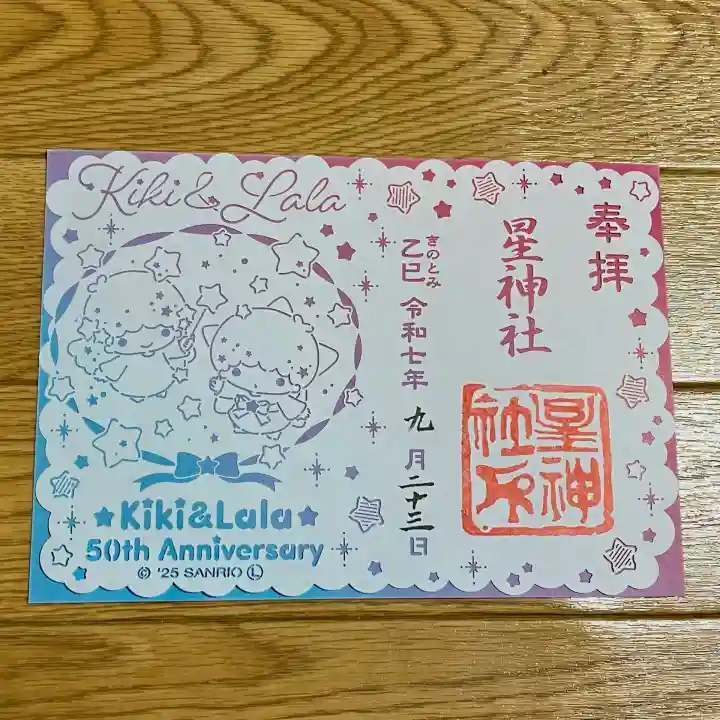 奉拝
星神社
星神
社印
きのとみ
乙巳 令和七年 九月二十三日
Kiki & Lala
★Kiki&Lala★
50th Anniversary
© '25 SANRIO Ⓛ